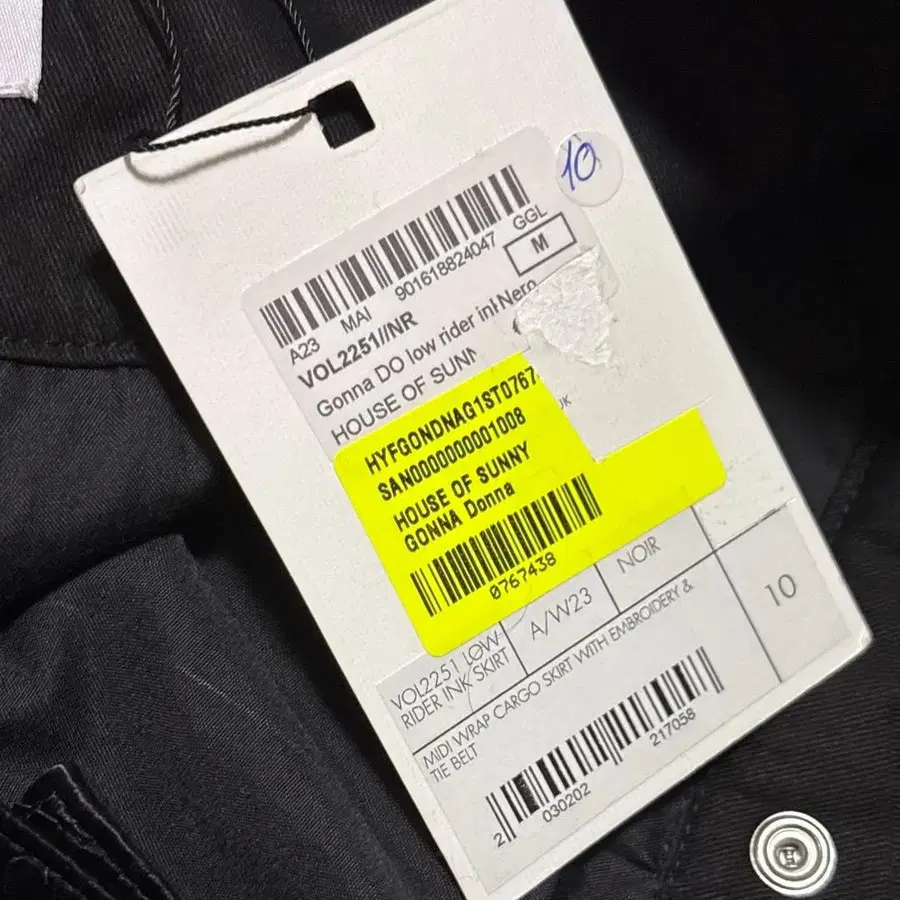 10
GGL
A23 MAI 901618824047
M
VOL2251//NR
Gonna DO low rider inl Nero
HOUSE OF SUNN
UK
HYFGONDNAG1ST0767
SAN0000000001008
HOUSE OF SUNNY
GONNA Donna
0767438
VOL2251 LOW
RIDER INK SKIRT
A/W23
NOIR
10
MIDI WRAP CARGO SKIRT WITH EMBROIDERY &
TIE BELT
2 030202 217058
H